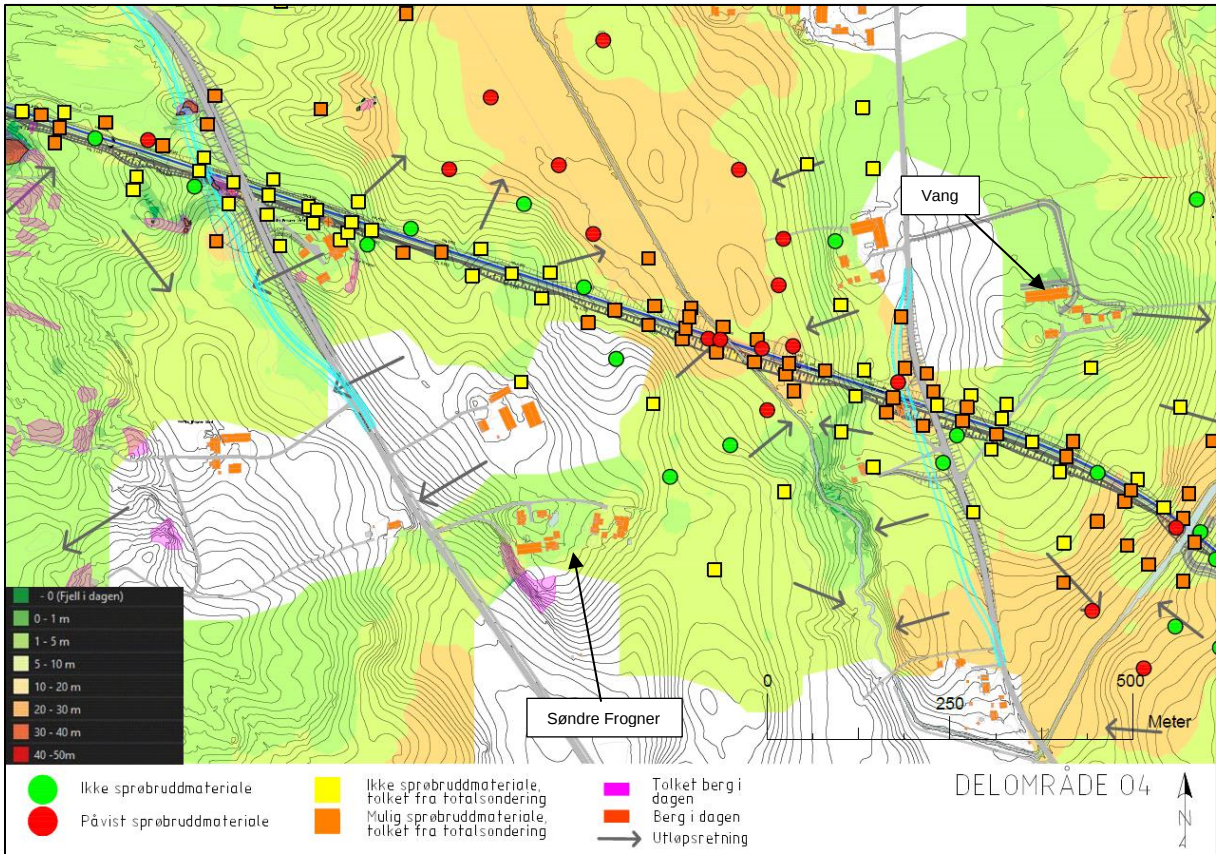 Vang
Søndre Frogner
- 0 (Fjell i dagen)
0 - 1 m
1 - 5 m
5 - 10 m
10 - 20 m
20 - 30 m
30 - 40 m
40 -50m
0
250
500
Meter
Ikke sprøbruddmateriale
Påvist sprøbruddmateriale
Ikke sprøbruddmateriale,
tolket fra totalsondering
Mulig sprøbruddmateriale,
tolket fra totalsondering
Tolket berg i
dagen
Berg i dagen
Utløpsretning
DELOMRÅDE 04
N